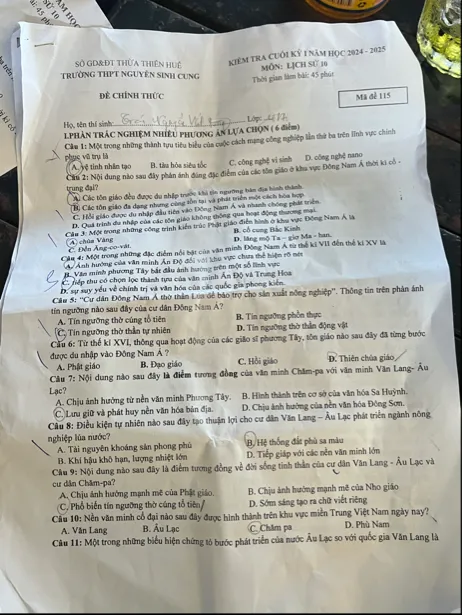 SỞ GD&ĐT THỪA THIÊN HUẾ
TRƯỜNG THPT NGUYỄN SINH CUNG
KIỂM TRA CUỐI KỲ I NĂM HỌC 2024 - 2025
MÔN: LỊCH SỬ 10
Thời gian làm bài: 45 phút
ĐỀ CHÍNH THỨC
Mã đề 115
Họ, tên thí sinh: Lớp:
I.PHẦN TRẮC NGHIỆM NHIỀU PHƯƠNG ÁN LỰA CHỌN (6 điểm)
Câu 1: Một trong những thành tựu tiêu biểu của cuộc cách mạng công nghiệp lần thứ ba trên lĩnh vực chinh
phục vũ trụ là
A. vệ tinh nhân tạo B. tàu hỏa siêu tốc C. công nghệ vi sinh D. công nghệ nano
Câu 2: Nội dung nào sau đây phản ánh đúng đặc điểm của các tôn giáo ở khu vực Đông Nam Á thời kì cổ -
trung đại?
A. Các tôn giáo đều được du nhập trước khi tín ngưỡng bản địa hình thành.
B. Các tôn giáo đa dạng nhưng cùng tồn tại và phát triển một cách hòa hợp.
C. Hồi giáo được du nhập đầu tiên vào Đông Nam Á và nhanh chóng phát triển.
D. Quá trình du nhập của các tôn giáo không thông qua hoạt động thương mại.
Câu 3: Một trong những công trình kiến trúc Phật giáo điển hình ở khu vực Đông Nam Á là
A. chùa Vàng B. cố cung Bắc Kinh
C. Đền Ăng-co-vát. D. lăng mộ Ta – giơ Ma - han.
Câu 4: Một trong những đặc điểm nổi bật của văn minh Đông Nam Á từ thế kỉ VII đến thế kỉ XV là
A. Ảnh hưởng của văn minh Ấn Độ đối với khu vực chưa thể hiện rõ nét
B. Văn minh phương Tây bắt đầu ảnh hưởng trên một số lĩnh vực
C. tiếp thu có chọn lọc thành tựu của văn minh Ấn Độ và Trung Hoa
D. sự suy yếu về chính trị và văn hóa của các quốc gia phong kiến.
Câu 5: "Cư dân Đông Nam Á thờ thần Lúa để bảo trợ cho sản xuất nông nghiệp". Thông tin trên phản ánh
tín ngưỡng nào sau đây của cư dân Đông Nam Á?
A. Tín ngưỡng thờ cúng tổ tiên B. Tín ngưỡng phồn thực
C. Tín ngưỡng thờ thần tự nhiên D. Tín ngưỡng thờ thần động vật
Câu 6: Từ thế kỉ XVI, thông qua hoạt động của các giáo sĩ phương Tây, tôn giáo nào sau đây đã từng bước
được du nhập vào Đông Nam Á ?
A. Phật giáo B. Đạo giáo C. Hồi giáo D. Thiên chúa giáo
Câu 7: Nội dung nào sau đây là điểm tương đồng của văn minh Chăm-pa với văn minh Văn Lang- Âu
Lạc?
A. Chịu ảnh hưởng từ nền văn minh Phương Tây. B. Hình thành trên cơ sở của văn hóa Sa Huỳnh.
C. Lưu giữ và phát huy nền văn hóa bản địa. D. Chịu ảnh hưởng của nền văn hóa Đông Sơn.
Câu 8: Điều kiện tự nhiên nào sau đây tạo thuận lợi cho cư dân Văn Lang – Âu Lạc phát triển ngành nông
nghiệp lúa nước?
A. Tài nguyên khoáng sản phong phú B. Hệ thống đất phù sa màu
B. Khí hậu khô hạn, lượng nhiệt lớn D. Tiếp giáp với các nền văn minh lớn
Câu 9: Nội dung nào sau đây là điểm tương đồng về đời sống tinh thần của cư dân Văn Lang - Âu Lạc và
cư dân Chăm-pa?
A. Chịu ảnh hưởng mạnh mẽ của Phật giáo. B. Chịu ảnh hưởng mạnh mẽ của Nho giáo
C. Phổ biến tín ngưỡng thờ cúng tổ tiên D. Sớm sáng tạo ra chữ viết riêng
Câu 10: Nền văn minh cổ đại nào sau đây được hình thành trên khu vực miền Trung Việt Nam ngày nay?
A. Văn Lang B. Âu Lạc C. Chăm pa D. Phù Nam
Câu 11: Một trong những biểu hiện chứng tỏ bước phát triển của nước Âu Lạc so với quốc gia Văn Lang là